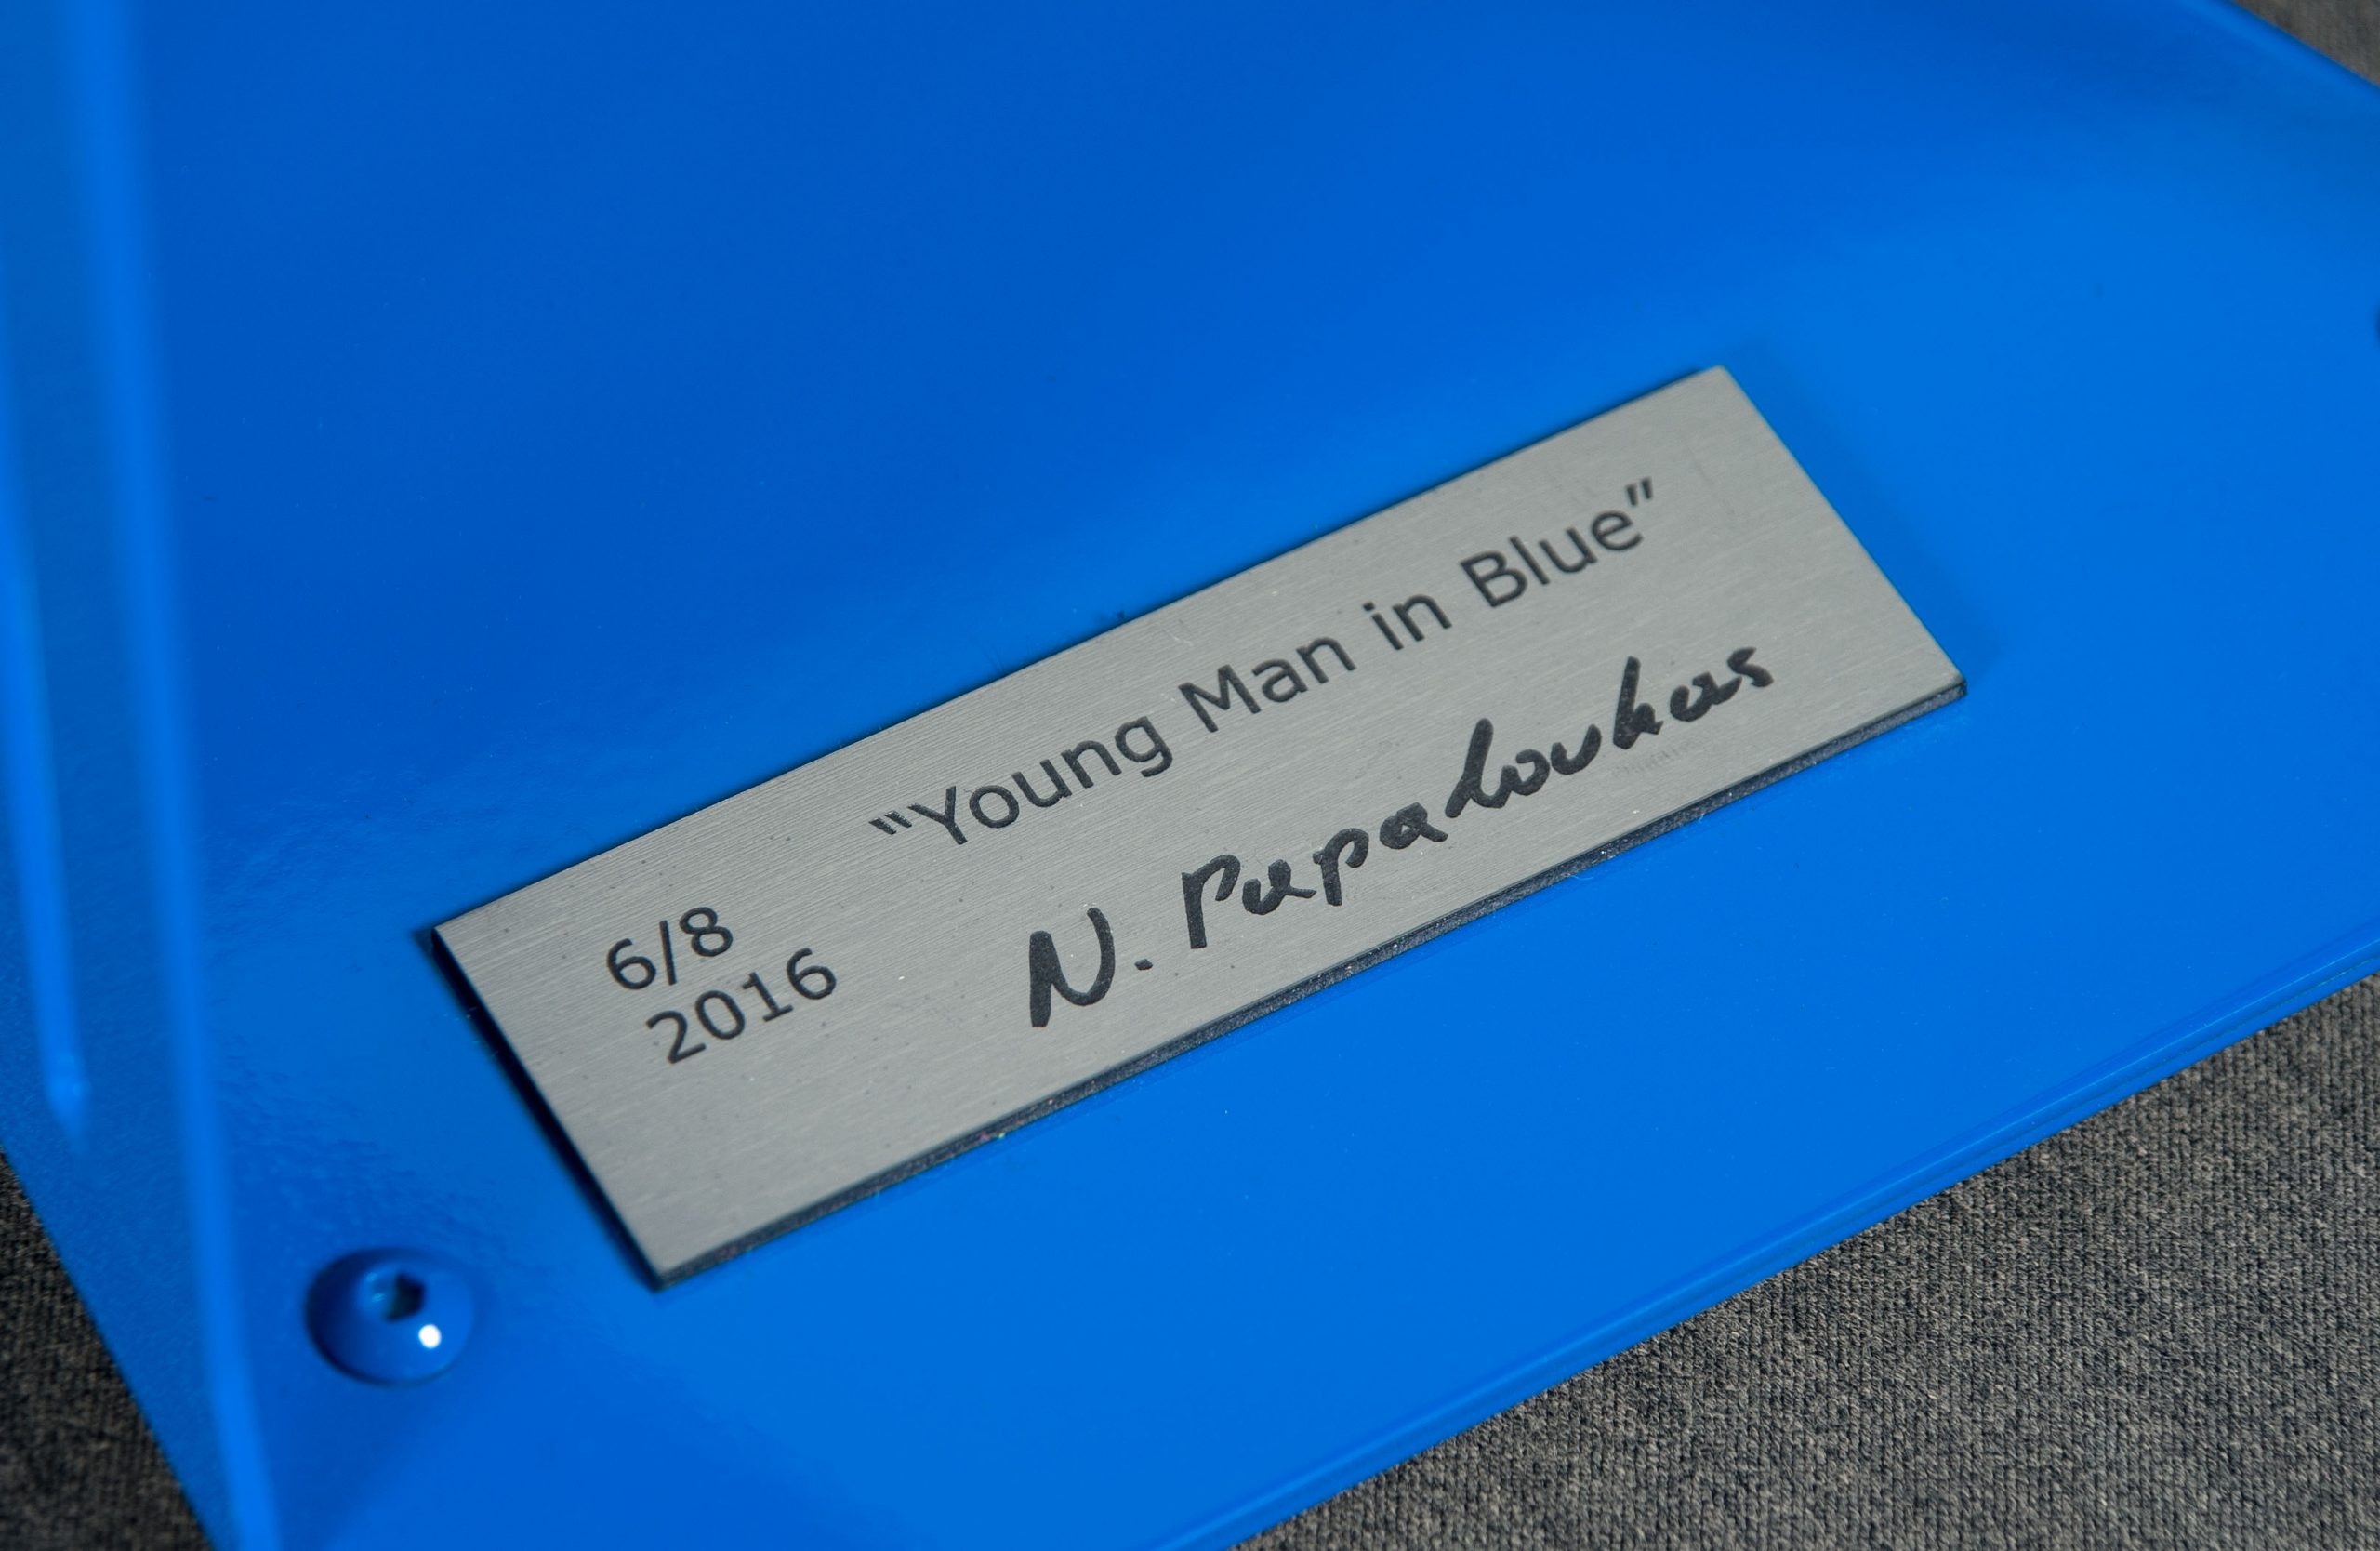 “Young Man in Blue”
6/8
2016
N. Papaloukas